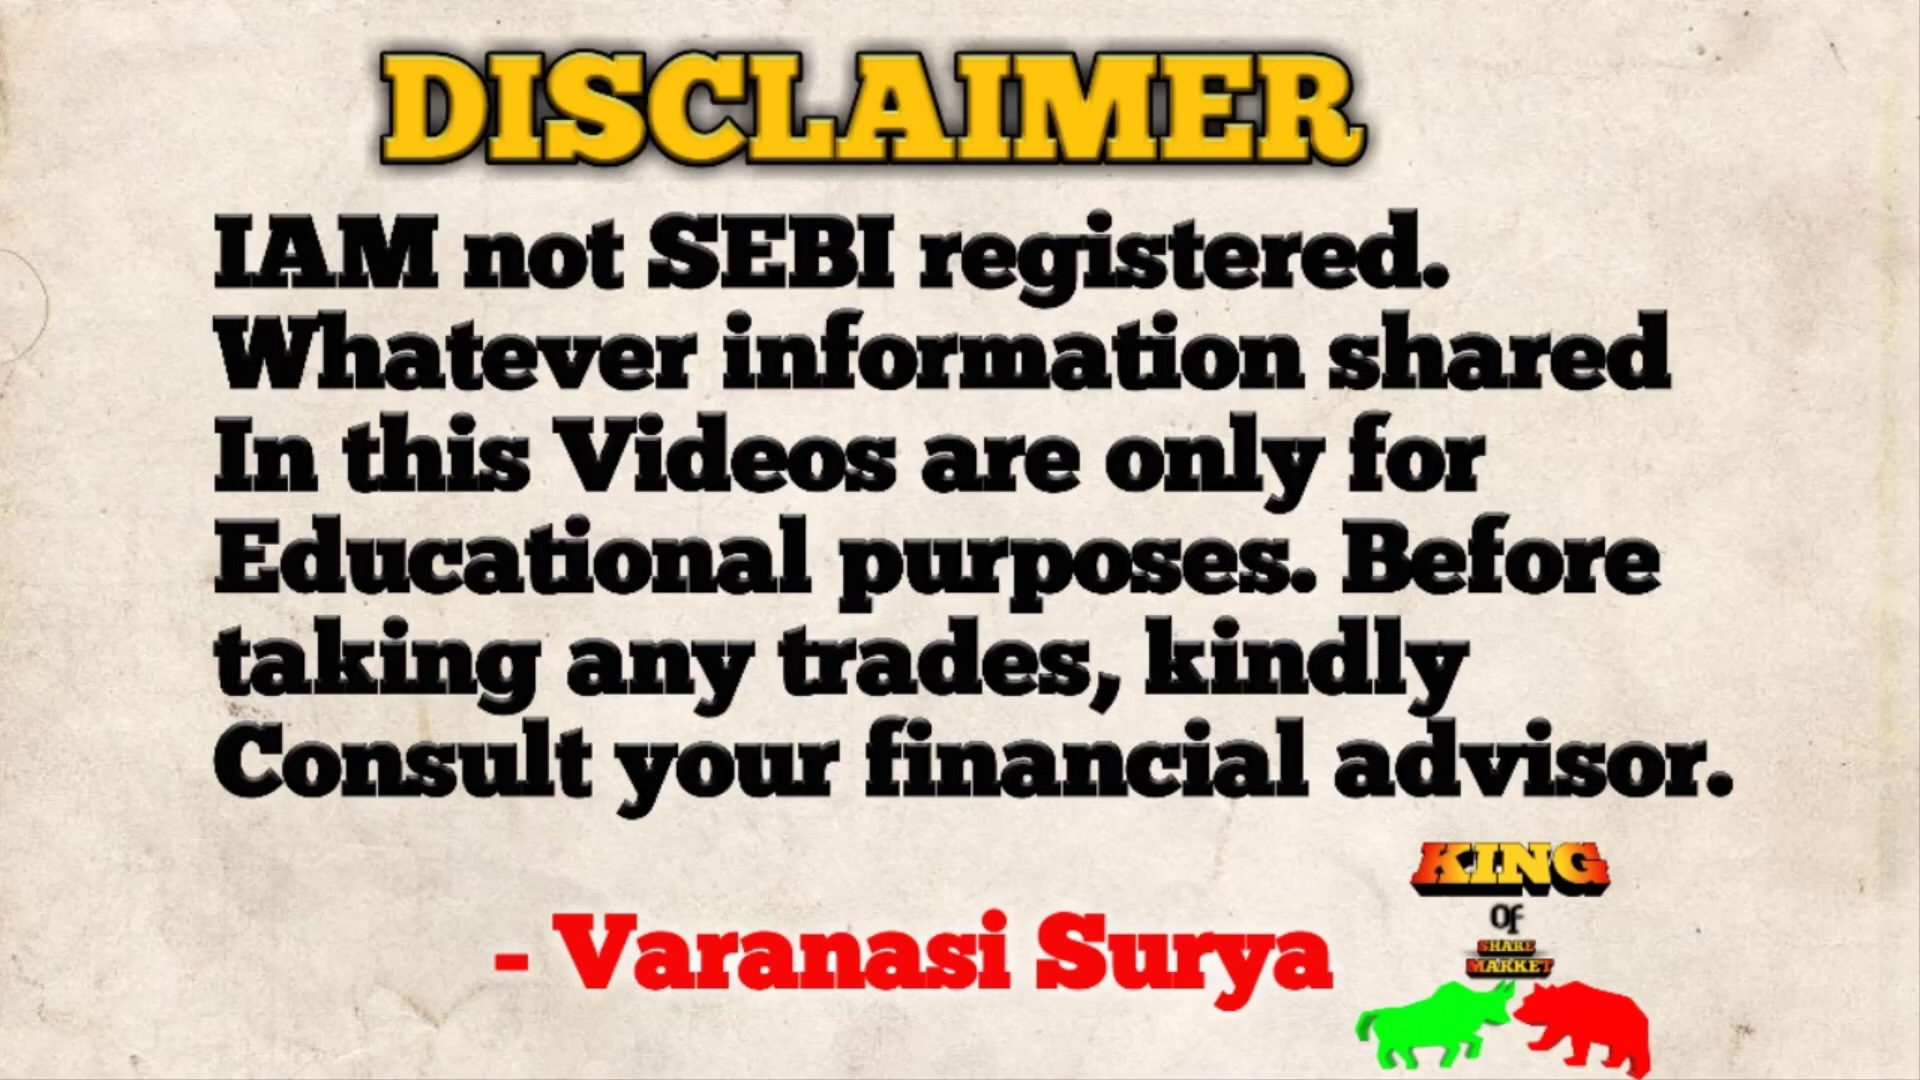 DISCLAIMER
IAM not SEBI registered.
Whatever information shared
In this Videos are only for
Educational purposes. Before
taking any trades, kindly
Consult your financial advisor.
- Varanasi Surya
KING
Of
SHARE
MARKET